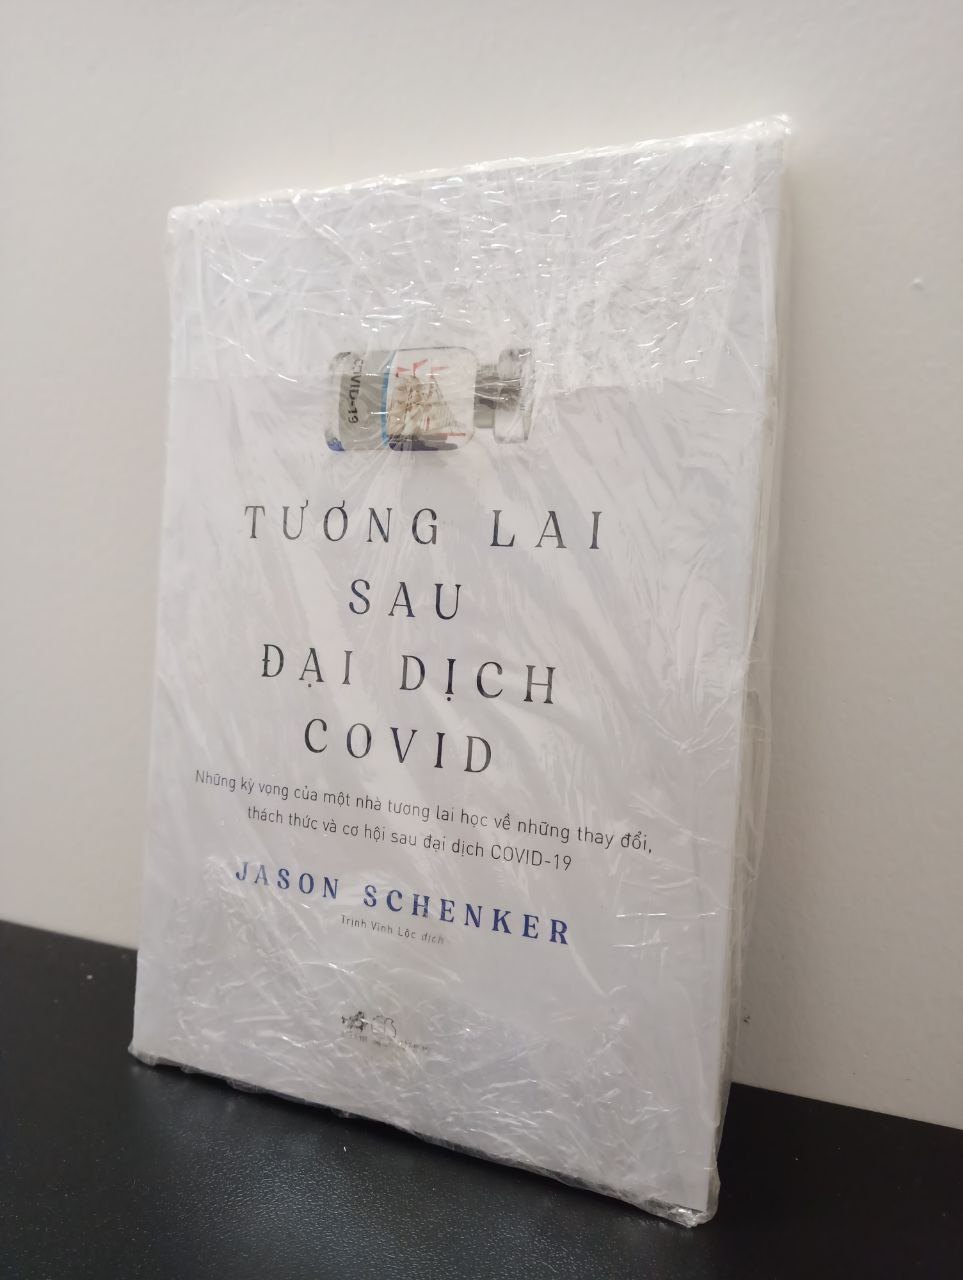 COVID-19
TƯƠNG LAI
SAU
ĐẠI DỊCH
COVID
Những kỳ vọng của một nhà tương lai học về những thay đổi,
thách thức và cơ hội sau đại dịch COVID-19
JASON SCHENKER
Trịnh Vĩnh Lộc dịch